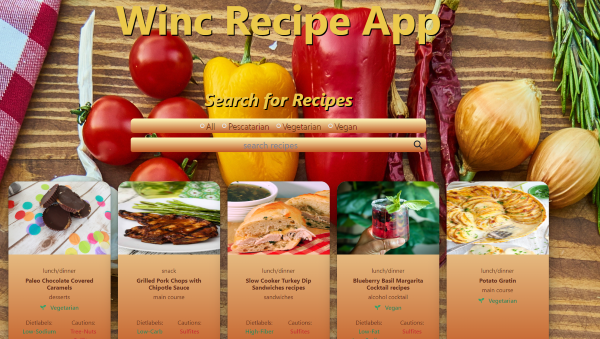 Winc Recipe App
Search for Recipes
All Pescatarian Vegetarian Vegan
search recipes
lunch/dinner
Paleo Chocolate Covered
Caramels
desserts
Vegetarian
Dietlabels: Cautions:
Low-Sodium Tree-Nuts
snack
Grilled Pork Chops with
Chipotle Sauce
main course
Dietlabels: Cautions:
Low-Carb Sulfites
lunch/dinner
Slow Cooker Turkey Dip
Sandwiches recipes
sandwiches
Dietlabels: Cautions:
High-Fiber Sulfites
lunch/dinner
Blueberry Basil Margarita
Cocktail recipes
alcohol cocktail
Vegan
Dietlabels: Cautions:
Low-Fat Sulfites
lunch/dinner
Potato Gratin
main course
Vegetarian